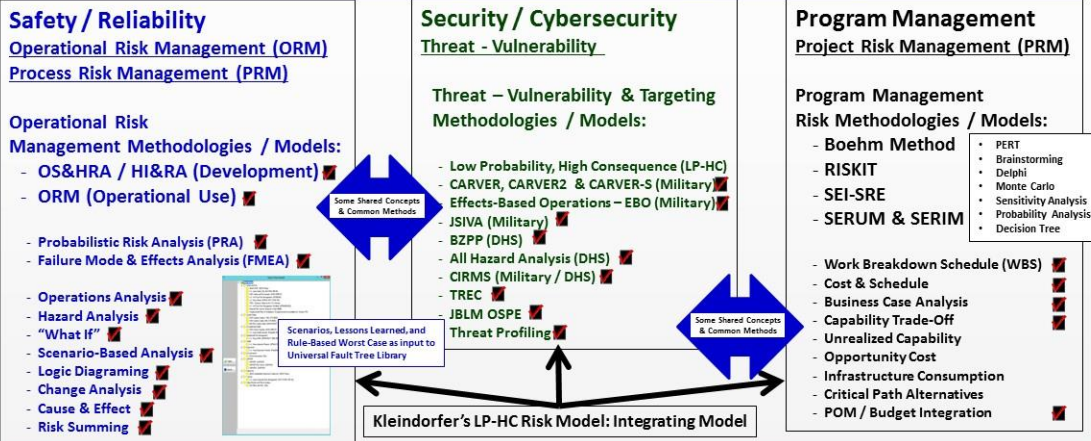 Safety / Reliability
Operational Risk Management (ORM)
Process Risk Management (PRM)
Operational Risk
Management Methodologies / Models:
- OS&HRA / HI&RA (Development)
- ORM (Operational Use)
- Probabilistic Risk Analysis (PRA)
- Failure Mode & Effects Analysis (FMEA)
- Operations Analysis
- Hazard Analysis
- “What If”
- Scenario-Based Analysis
- Logic Diagraming
- Change Analysis
- Cause & Effect
- Risk Summing
Scenarios, Lessons Learned, and
Rule-Based Worst Case as input to
Universal Fault Tree Library
Some Shared Concepts
& Common Methods
Security / Cybersecurity
Threat - Vulnerability
Threat – Vulnerability & Targeting
Methodologies / Models:
- Low Probability, High Consequence (LP-HC)
- CARVER, CARVER2 & CARVER-S (Military)
- Effects-Based Operations – EBO (Military)
- JSIVA (Military)
- BZPP (DHS)
- All Hazard Analysis (DHS)
- CIRMS (Military / DHS)
- TREC
- JBLM OSPE
- Threat Profiling
Some Shared Concepts
& Common Methods
Program Management
Project Risk Management (PRM)
Program Management
Risk Methodologies / Models:
- Boehm Method
- RISKIT
- SEI-SRE
- SERUM & SERIM
• PERT
• Brainstorming
• Delphi
• Monte Carlo
• Sensitivity Analysis
• Probability Analysis
• Decision Tree
- Work Breakdown Schedule (WBS)
- Cost & Schedule
- Business Case Analysis
- Capability Trade-Off
- Unrealized Capability
- Opportunity Cost
- Infrastructure Consumption
- Critical Path Alternatives
- POM / Budget Integration
Kleindorfer’s LP-HC Risk Model: Integrating Model